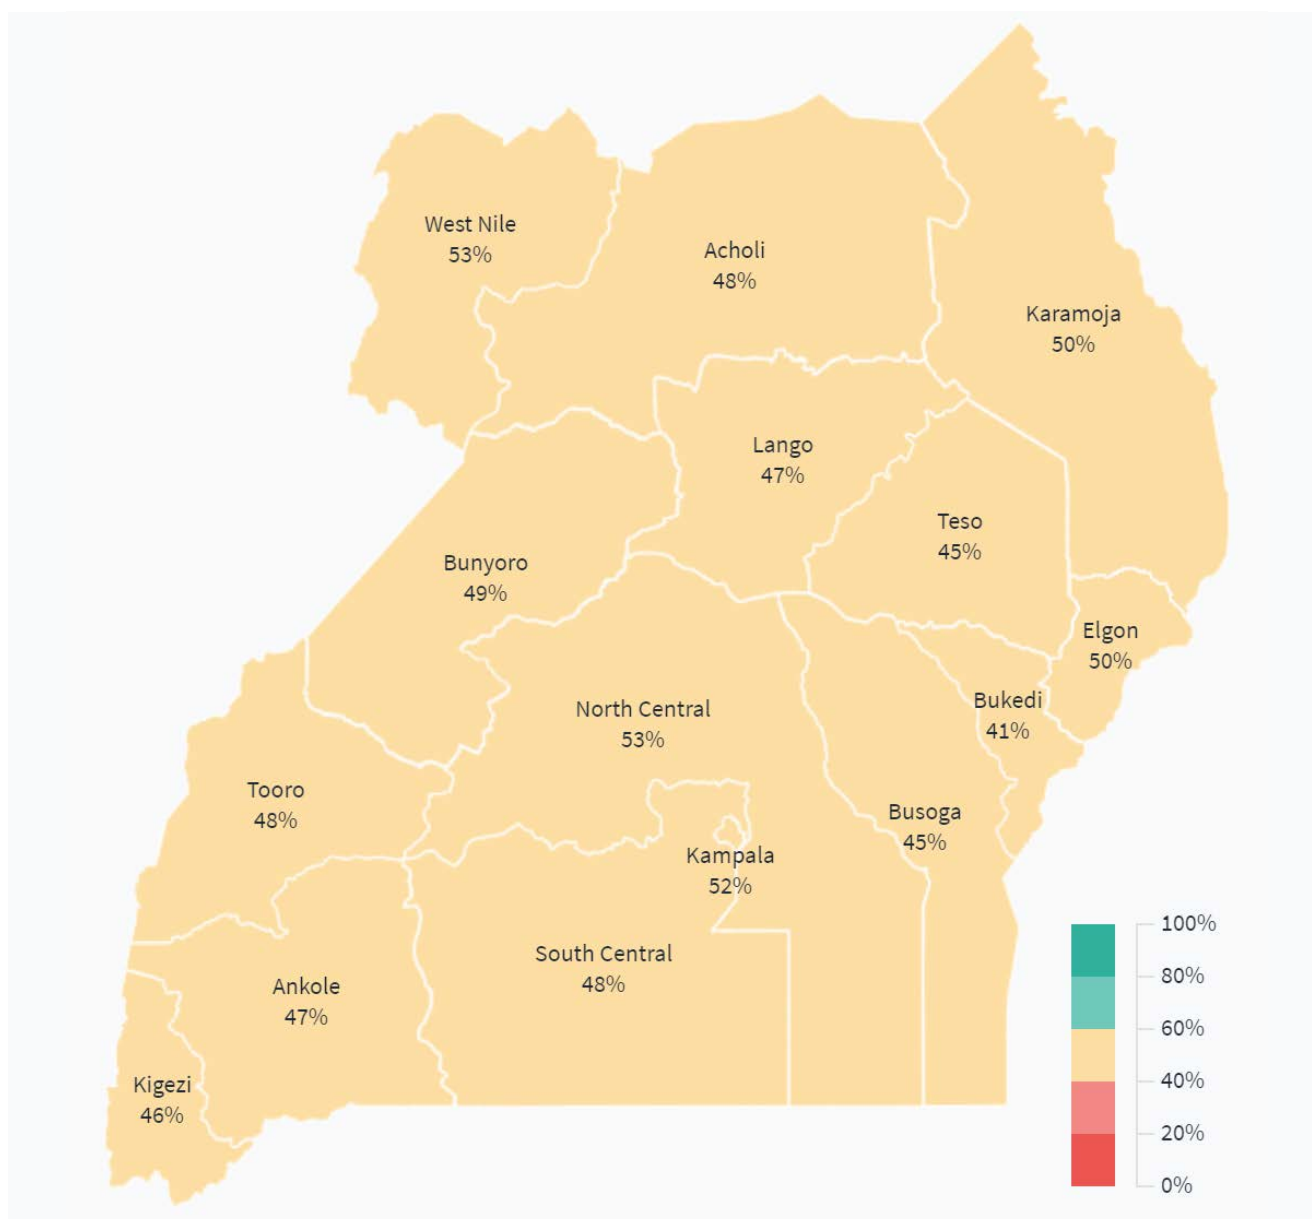 West Nile
53%
Acholi
48%
Karamoja
50%
Lango
47%
Teso
45%
Bunyoro
49%
Elgon
50%
North Central
53%
Bukedi
41%
Tooro
48%
Busoga
45%
Kampala
52%
South Central
48%
Ankole
47%
Kigezi
46%
100%
80%
60%
40%
20%
0%